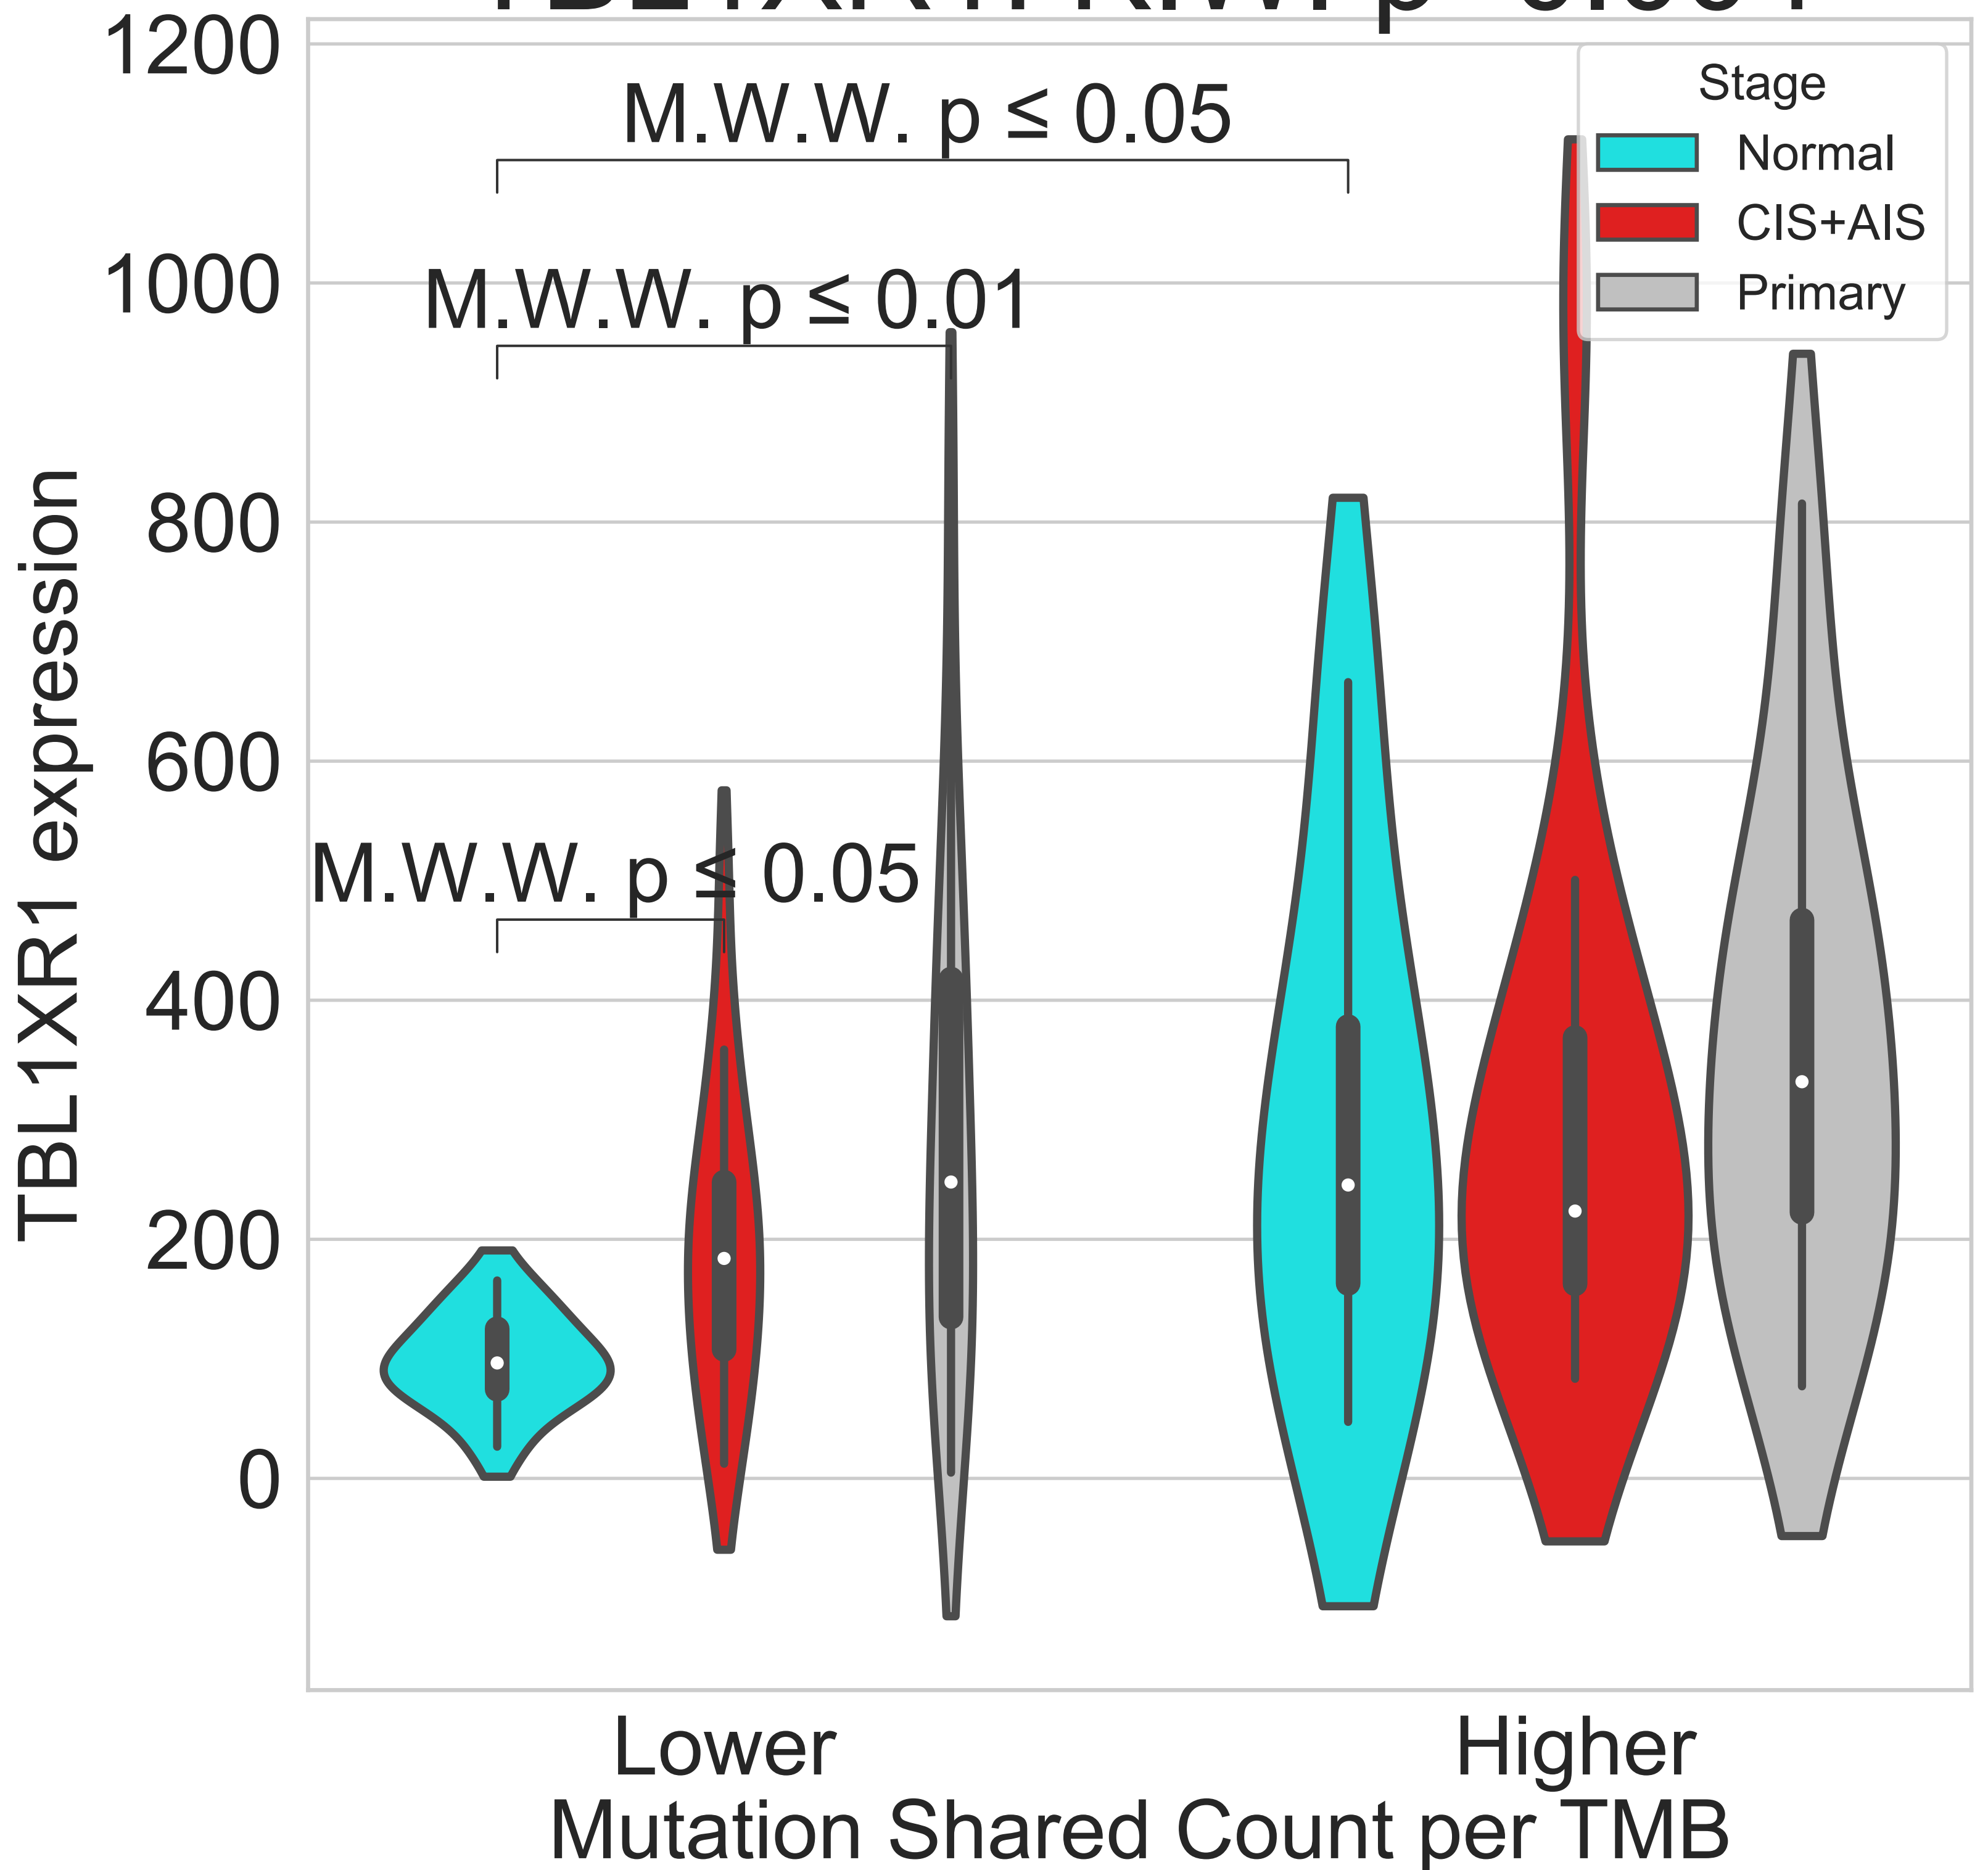 1200
1000
800
600
400
200
0
TBL1XR1 expression
M.W.W. p ≤ 0.05
M.W.W. p ≤ 0.01
M.W.W. p ≤ 0.05
Stage
Normal
CIS+AIS
Primary
Lower
Higher
Mutation Shared Count per TMB